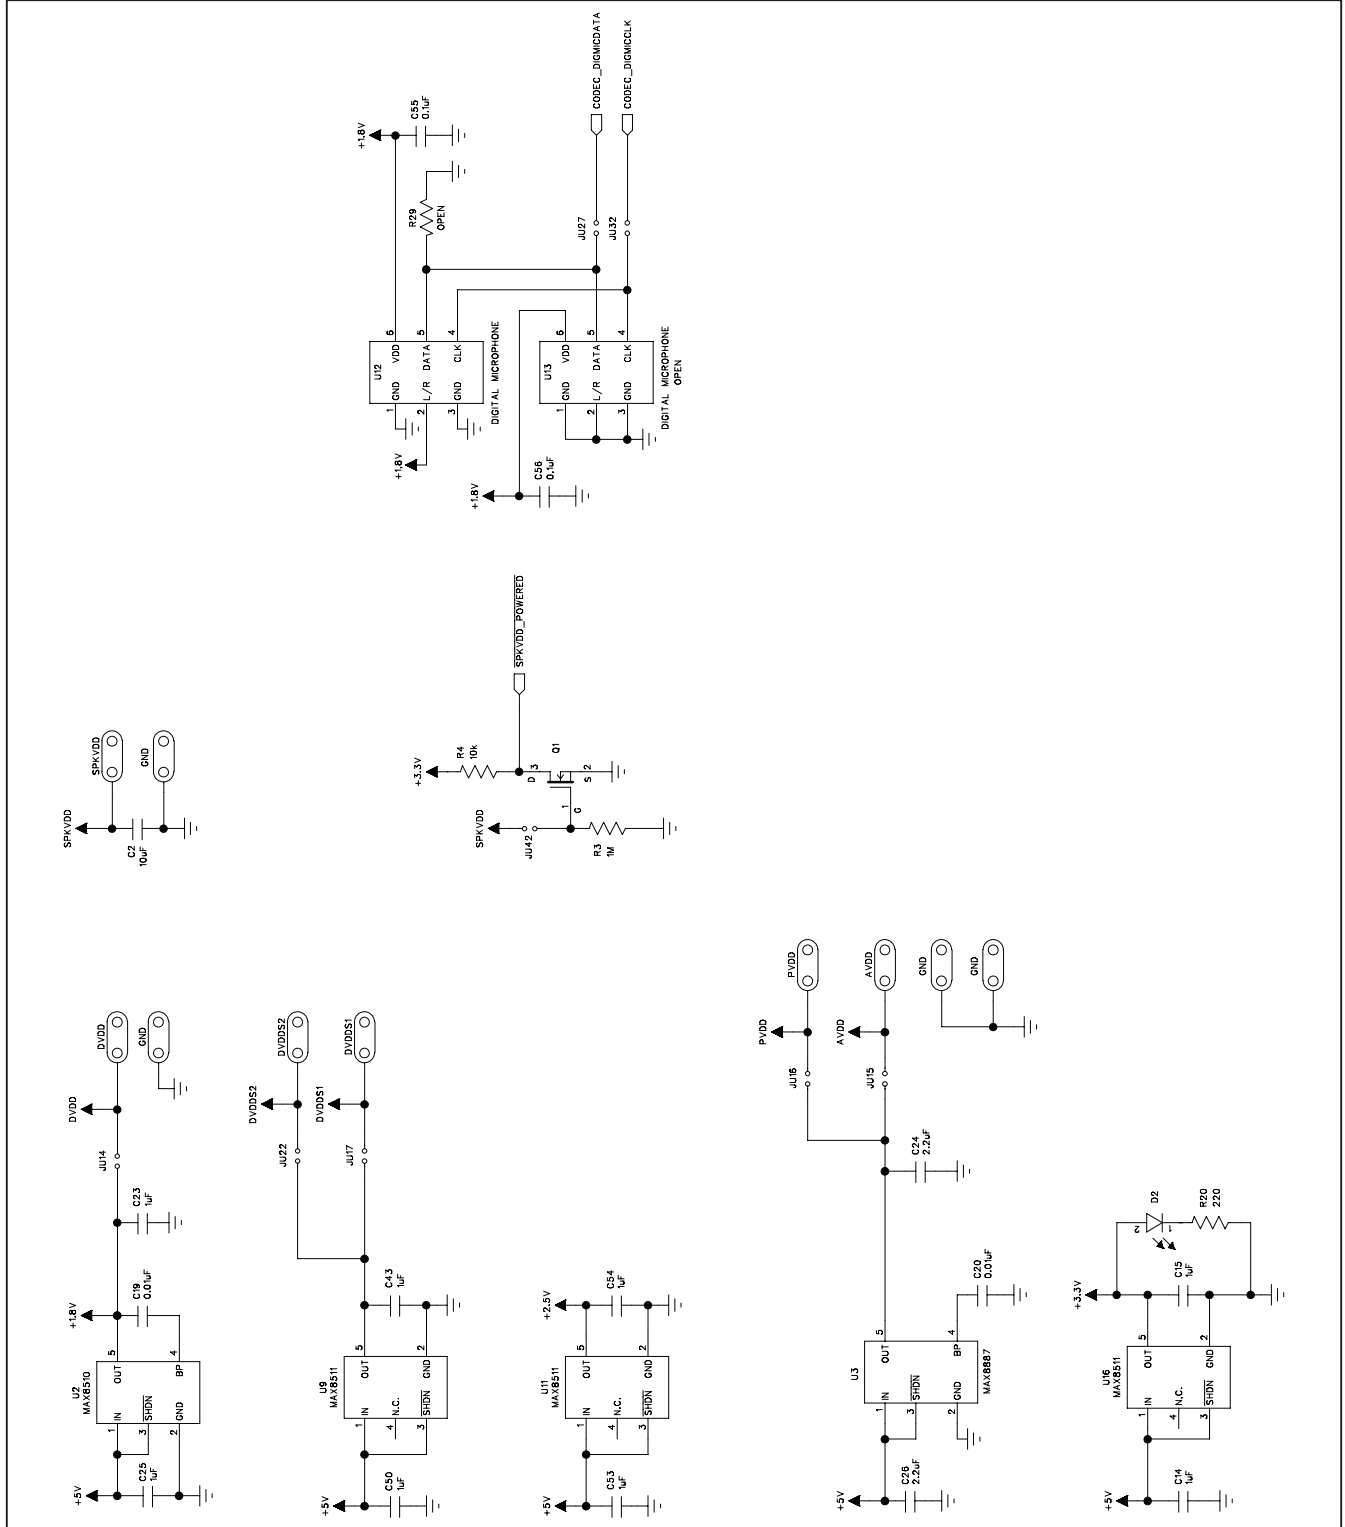 +5V
C25
1uF
U2
MAX8510
1
IN
3
SHDN
2
GND
OUT
5
BP
4
+1.8V
C19
0.01uF
C23
1uF
JU14
DVDD
DVDD
GND
+5V
C50
1uF
U9
MAX8511
1
IN
4
N.C.
3
SHDN
OUT
5
GND
2
C43
1uF
JU22
JU17
DVDDS2
DVDDS1
DVDDS2
DVDDS1
+5V
C53
1uF
U11
MAX8511
1
IN
4
N.C.
3
SHDN
OUT
5
GND
2
+2.5V
C54
1uF
+5V
C26
2.2uF
U3
MAX8887
1
IN
3
SHDN
2
GND
OUT
5
BP
4
C20
0.01uF
C24
2.2uF
JU16
JU15
PVDD
AVDD
PVDD
AVDD
GND
GND
+5V
C14
1uF
U16
MAX8511
1
IN
4
N.C.
3
SHDN
OUT
5
GND
2
+3.3V
C15
1uF
D2
2
1
R20
220
SPKVDD
C2
10uF
SPKVDD
GND
SPKVDD
JU42
R3
1M
+3.3V
R4
10k
D
3
1
G
S
2
Q1
SPKVDD_POWERED
+1.8V
C56
0.1uF
+1.8V
U12
1
GND
2
L/R
3
GND
VDD
6
DATA
5
CLK
4
DIGITAL MICROPHONE
U13
1
GND
2
L/R
3
GND
VDD
6
DATA
5
CLK
4
DIGITAL MICROPHONE
OPEN
R29
OPEN
+1.8V
C55
0.1uF
JU27
JU32
CODEC_DIGMICDATA
CODEC_DIGMICCLK